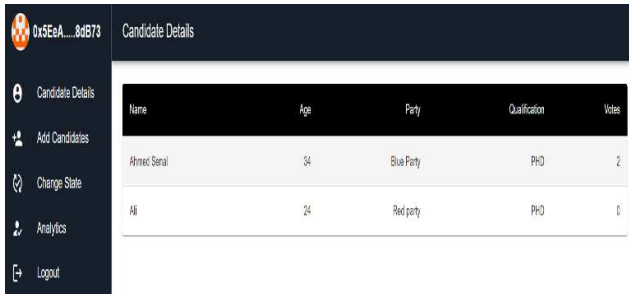 0x5EeA.....8dB73
Candidate Details
Candidate Details
Add Candidates
Change State
Analytics
Logout
Name Age Party Qualification Votes
Ahmed Senal 34 Blue Party PHD 2
Ali 24 Red party PHD 0